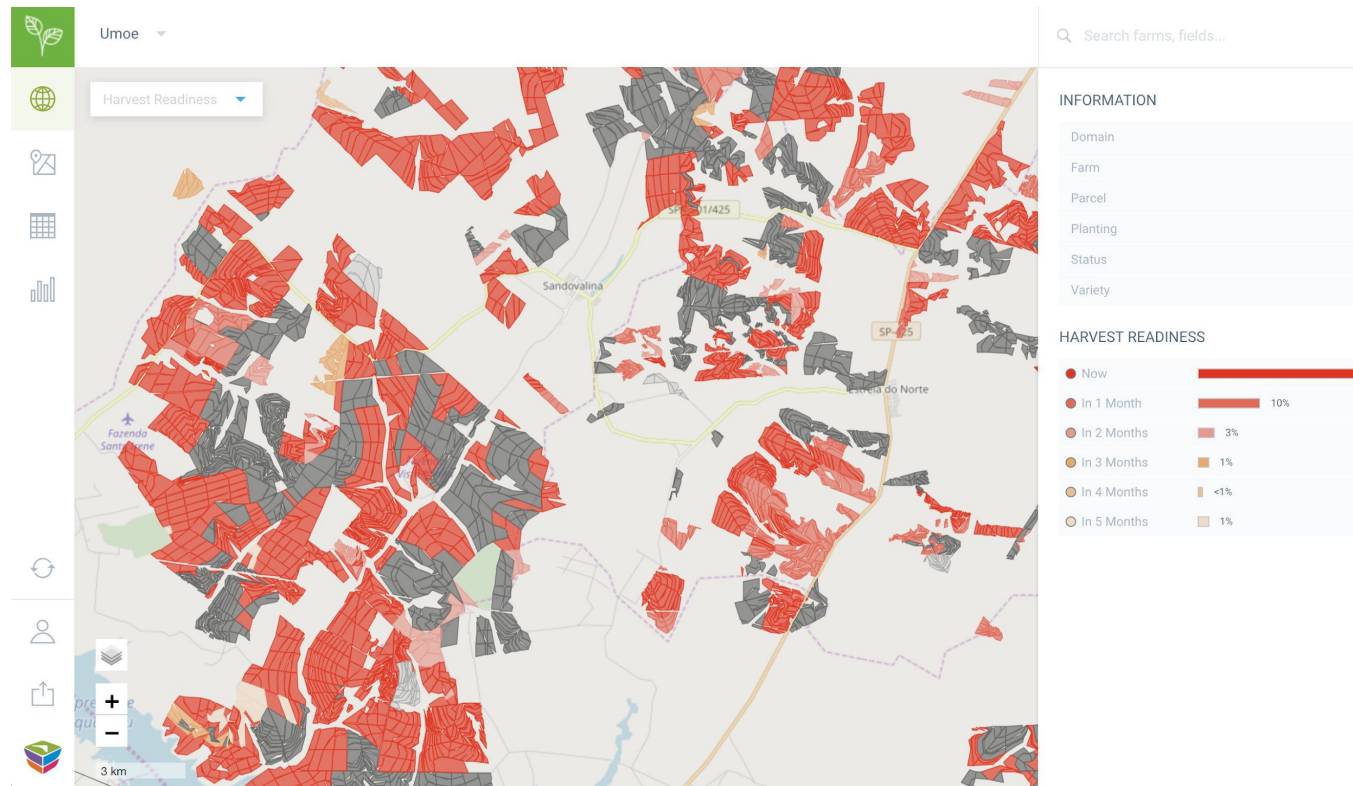 Umoe
Search farms, fields...
Harvest Readiness
INFORMATION
Domain
Farm
Parcel
Planting
Status
Variety
HARVEST READINESS
Now
In 1 Month 10%
In 2 Months 3%
In 3 Months 1%
In 4 Months <1%
In 5 Months 1%
01/425
Sandovalina
SP-425
Estrela do Norte
Fazenda
3 km